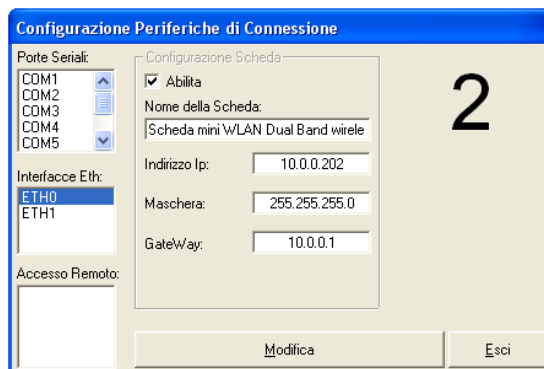 Configurazione Periferiche di Connessione
Porte Seriali:
COM1
COM2
COM3
COM4
COM5
Interfacce Eth:
ETH0
ETH1
Accesso Remoto:
Configurazione Scheda
Abilita
Nome della Scheda:
Scheda mini WLAN Dual Band wirele
Indirizzo Ip: 10.0.0.202
Maschera: 255.255.255.0
GateWay: 10.0.0.1
2
Modifica
Esci